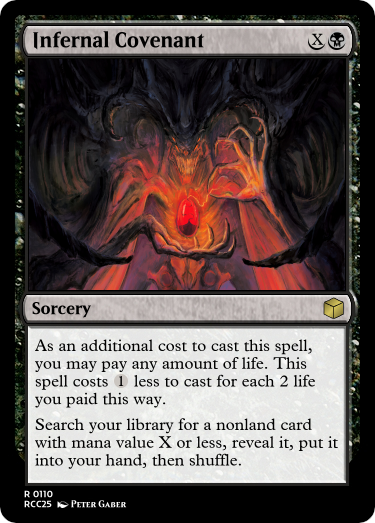 Infernal Covenant X
Sorcery
As an additional cost to cast this spell,
you may pay any amount of life. This
spell costs 1 less to cast for each 2 life
you paid this way.
Search your library for a nonland card
with mana value X or less, reveal it, put it
into your hand, then shuffle.
R 0110
RCC25 Peter Gaber